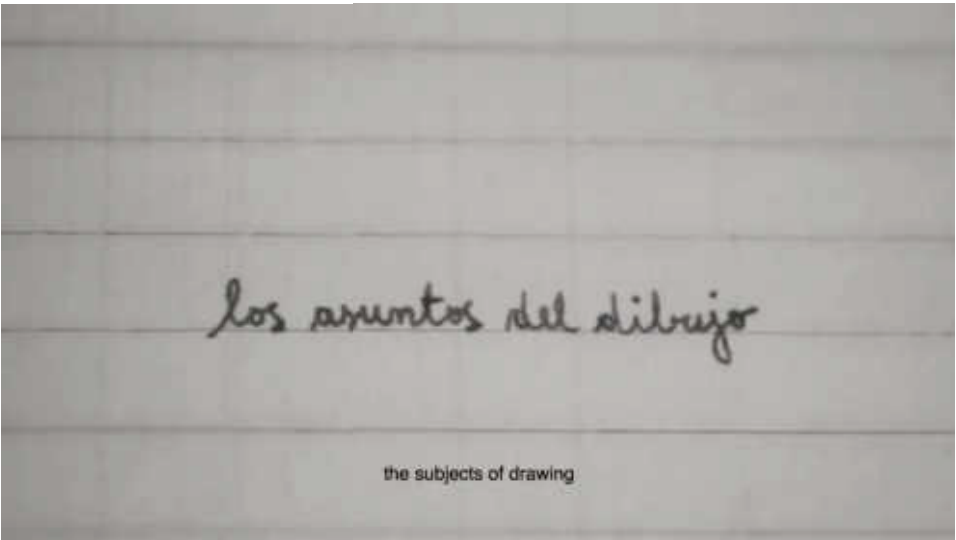 los asuntos del dibujo
the subjects of drawing